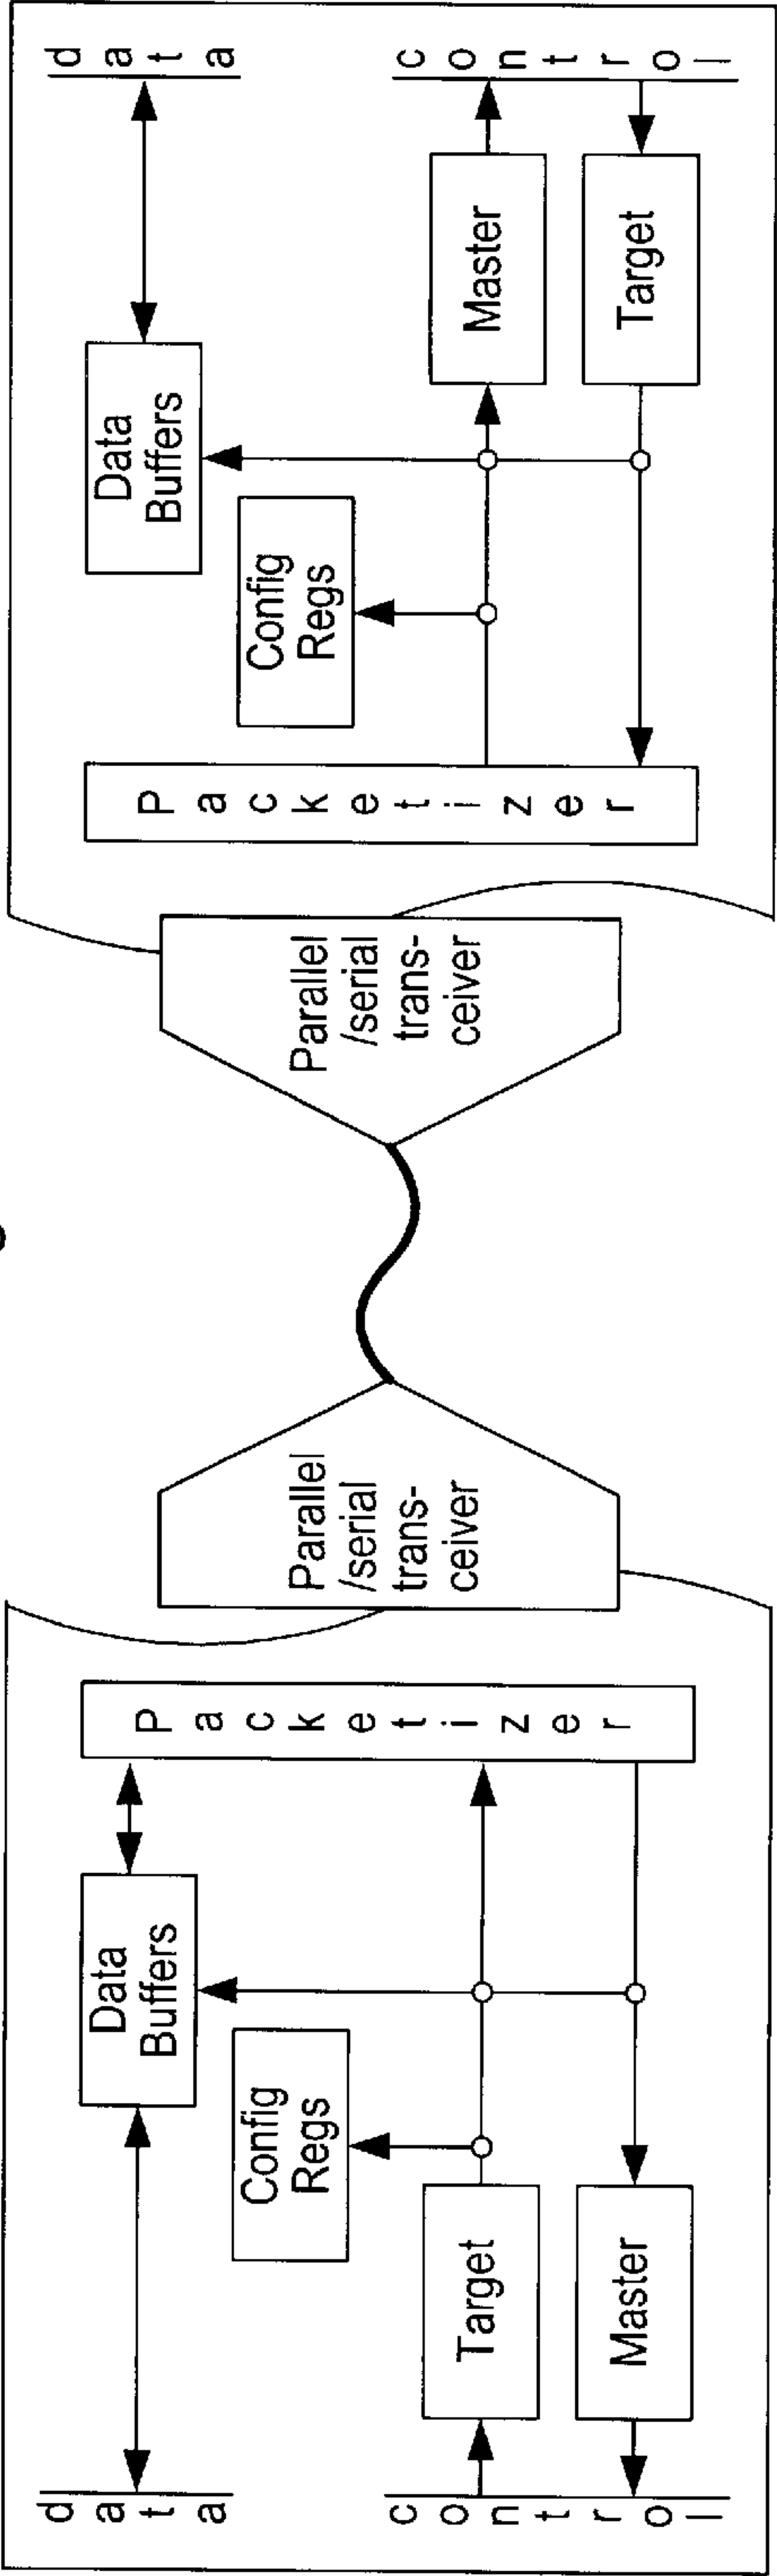 data
control
Data
Buffers
Config
Regs
Target
Master
Packetizer
Parallel
/serial
trans-
ceiver
Parallel
/serial
trans-
ceiver
Packetizer
Config
Regs
Data
Buffers
Master
Target
data
control